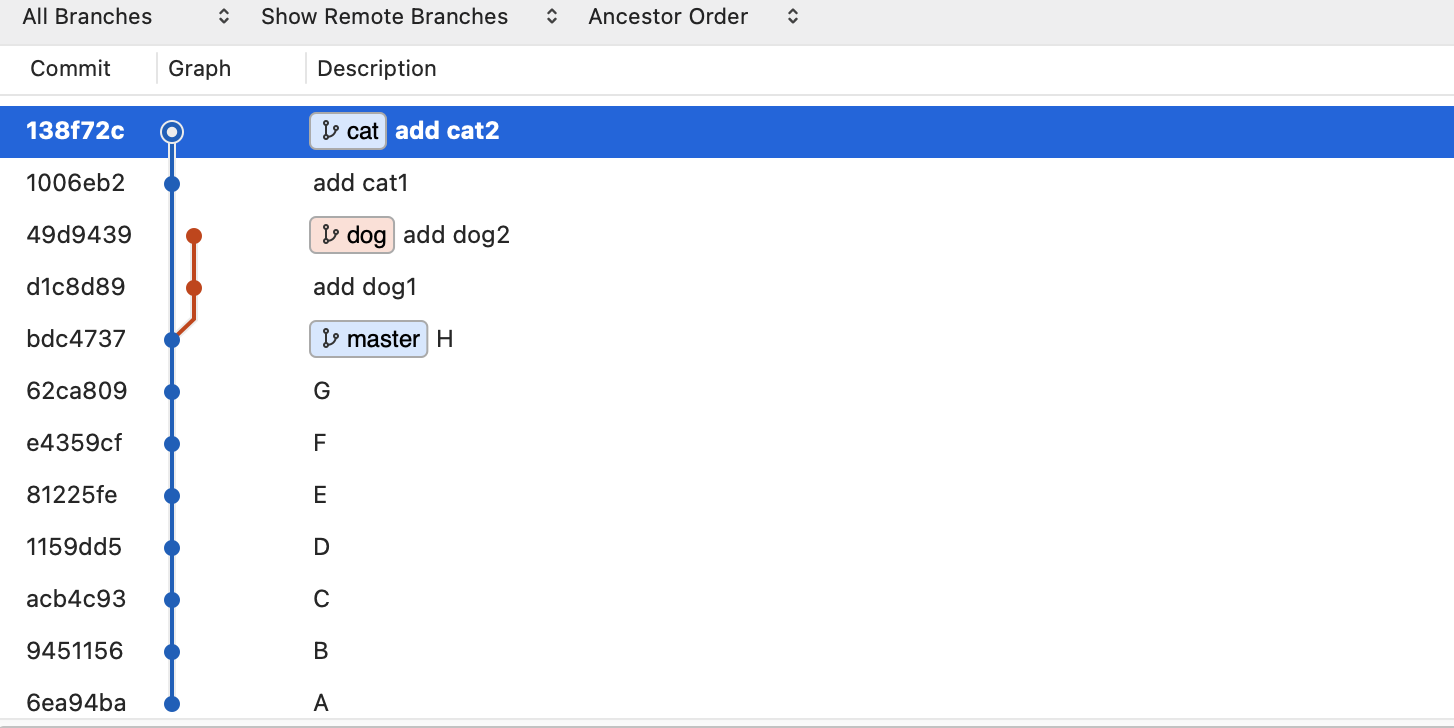 All Branches Show Remote Branches Ancestor Order
Commit Graph Description
138f72c cat add cat2
1006eb2 add cat1
49d9439 dog add dog2
d1c8d89 add dog1
bdc4737 master H
62ca809 G
e4359cf F
81225fe E
1159dd5 D
acb4c93 C
9451156 B
6ea94ba A